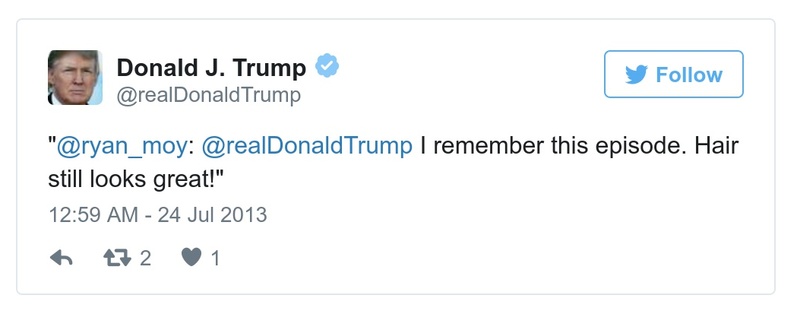 Donald J. Trump
@realDonaldTrump
Follow
"@ryan_moy: @realDonaldTrump I remember this episode. Hair
still looks great!"
12:59 AM - 24 Jul 2013
2 1